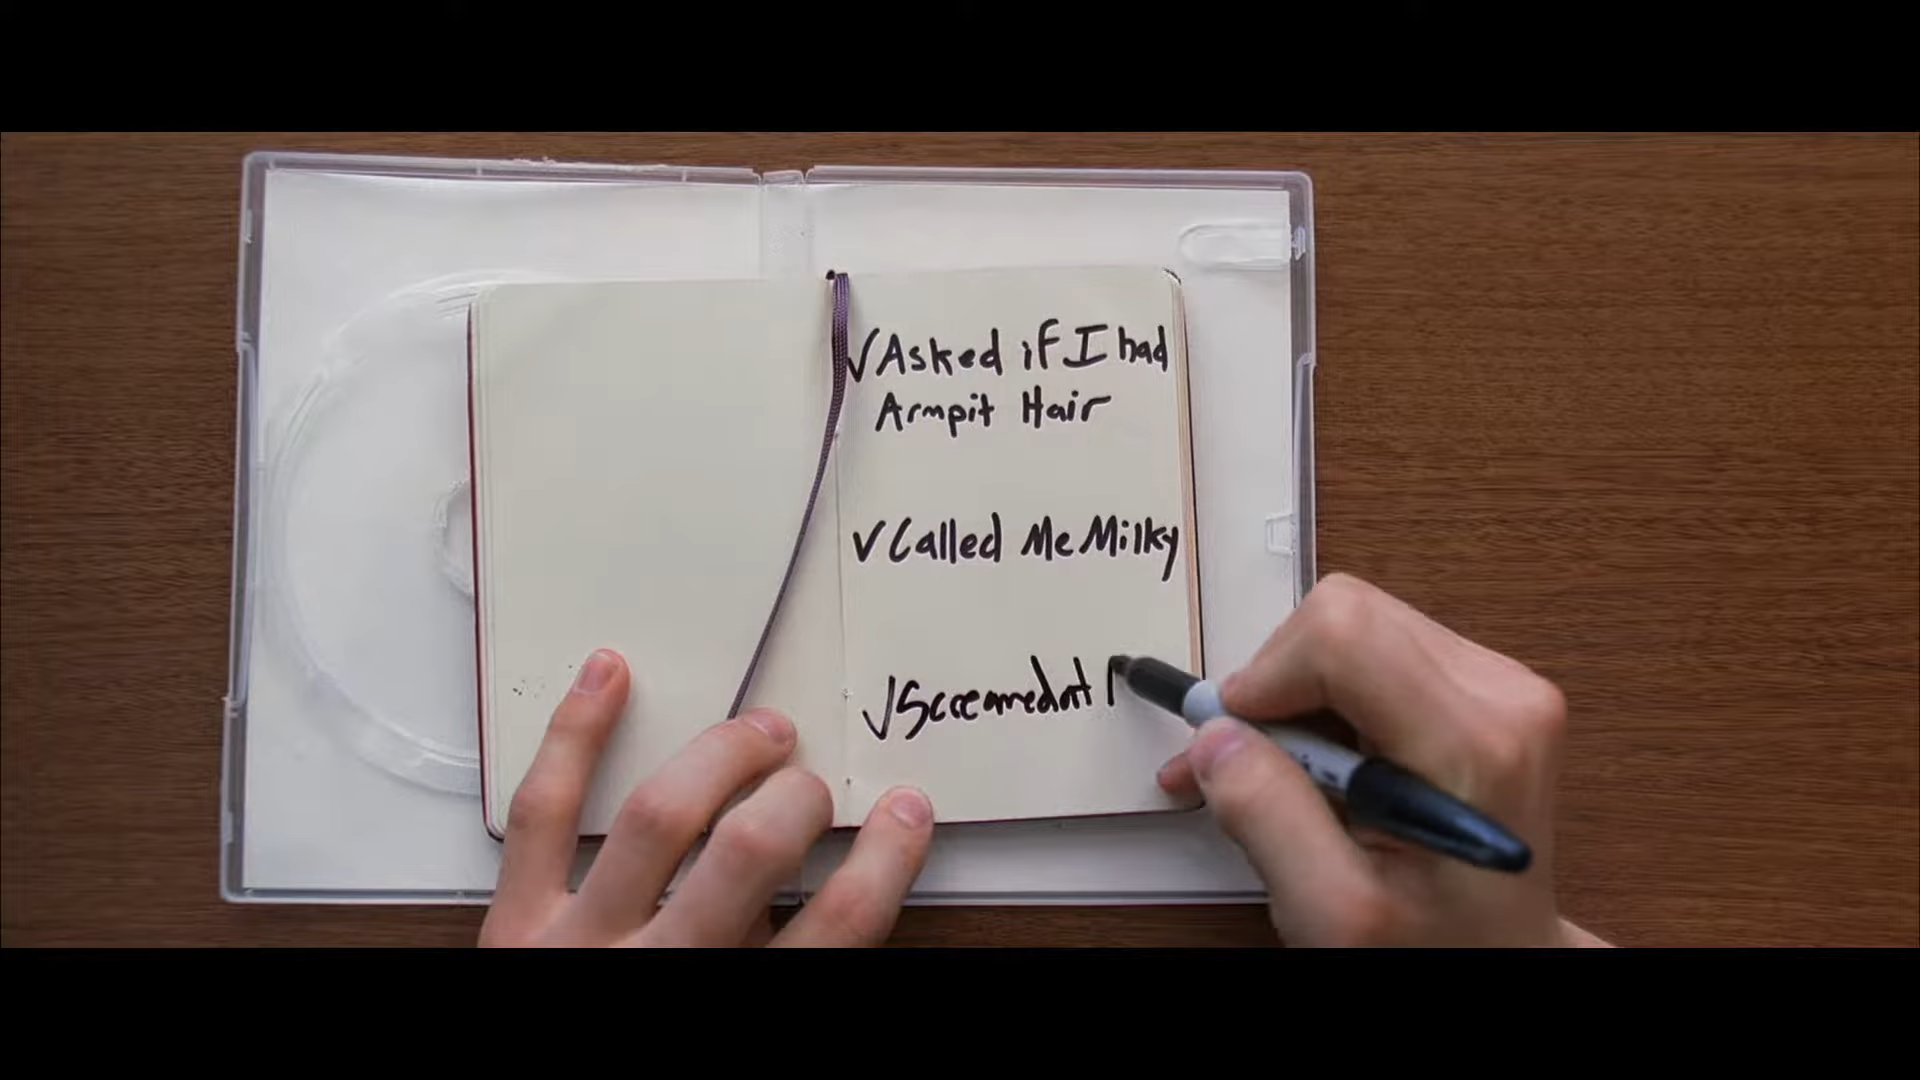 ✓Asked if I had
Armpit Hair
✓Called Me Milky
✓Screamed at